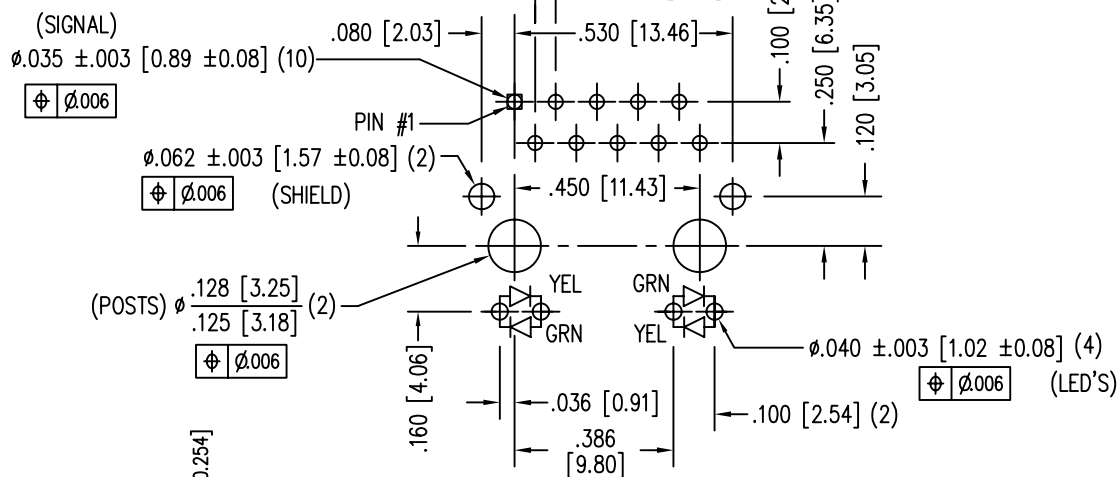 (SIGNAL)
.080 [2.03]
.530 [13.46]
ø.035 ±.003 [0.89 ±0.08] (10)
⌖ Ø.006
PIN #1
.250 [6.35]
.120 [3.05]
ø.062 ±.003 [1.57 ±0.08] (2)
⌖ Ø.006
(SHIELD)
.450 [11.43]
YEL
GRN
(POSTS) ø .128 [3.25]
.125 [3.18] (2)
GRN
YEL
⌖ Ø.006
ø.040 ±.003 [1.02 ±0.08] (4)
⌖ Ø.006
(LED'S)
.160 [4.06]
.036 [0.91]
.100 [2.54] (2)
.386
[9.80]
.100